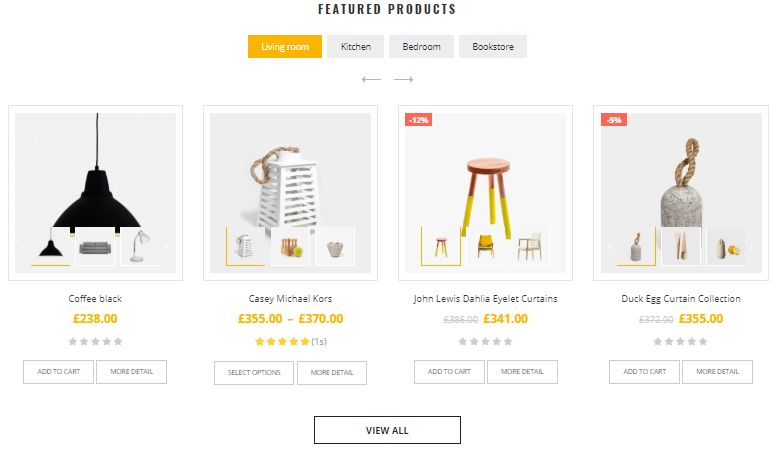 FEATURED PRODUCTS
Living room Kitchen Bedroom Bookstore
-12% -5%
Coffee black Casey Michael Kors John Lewis Dahlia Eyelet Curtains Duck Egg Curtain Collection
£238.00 £355.00 – £370.00 £386.00 £341.00 £372.00 £355.00
(1s)
ADD TO CART MORE DETAIL SELECT OPTIONS MORE DETAIL ADD TO CART MORE DETAIL ADD TO CART MORE DETAIL
VIEW ALL